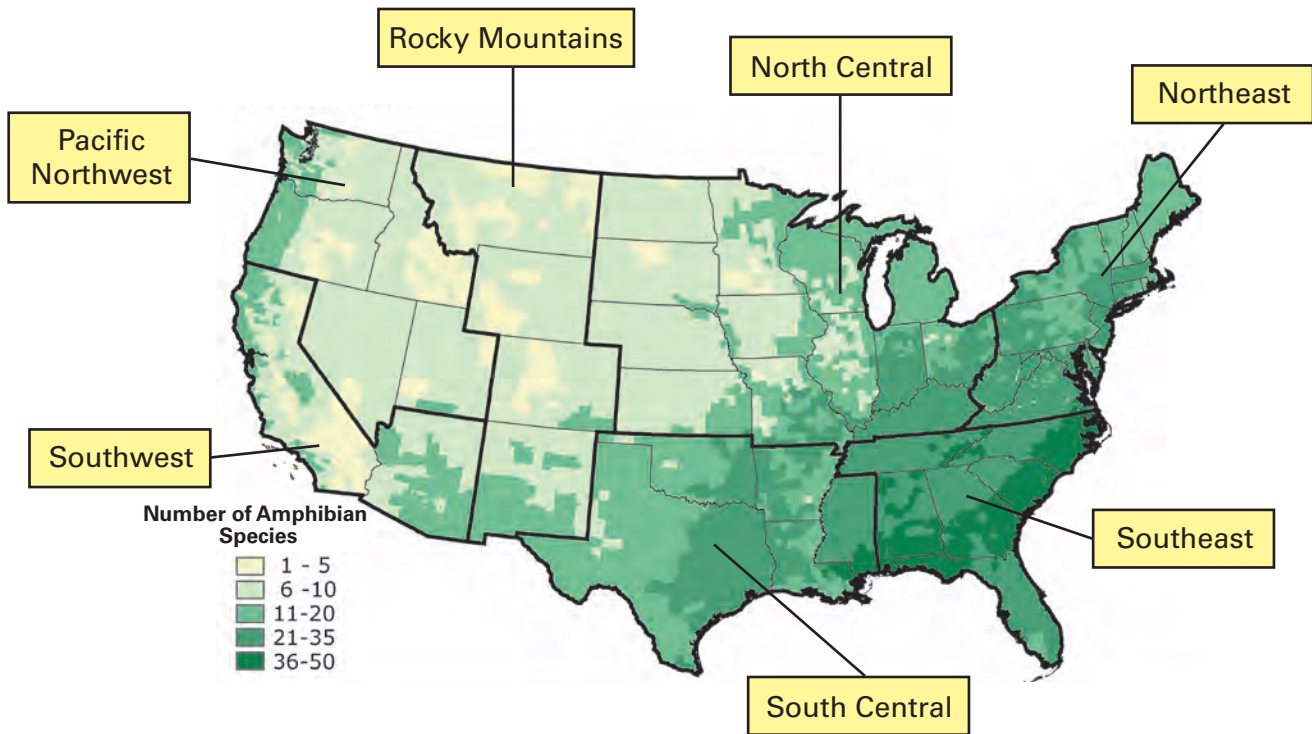 Rocky Mountains
North Central
Northeast
Pacific
Northwest
Southwest
Number of Amphibian
Species
1 - 5
6 -10
11-20
21-35
36-50
Southeast
South Central